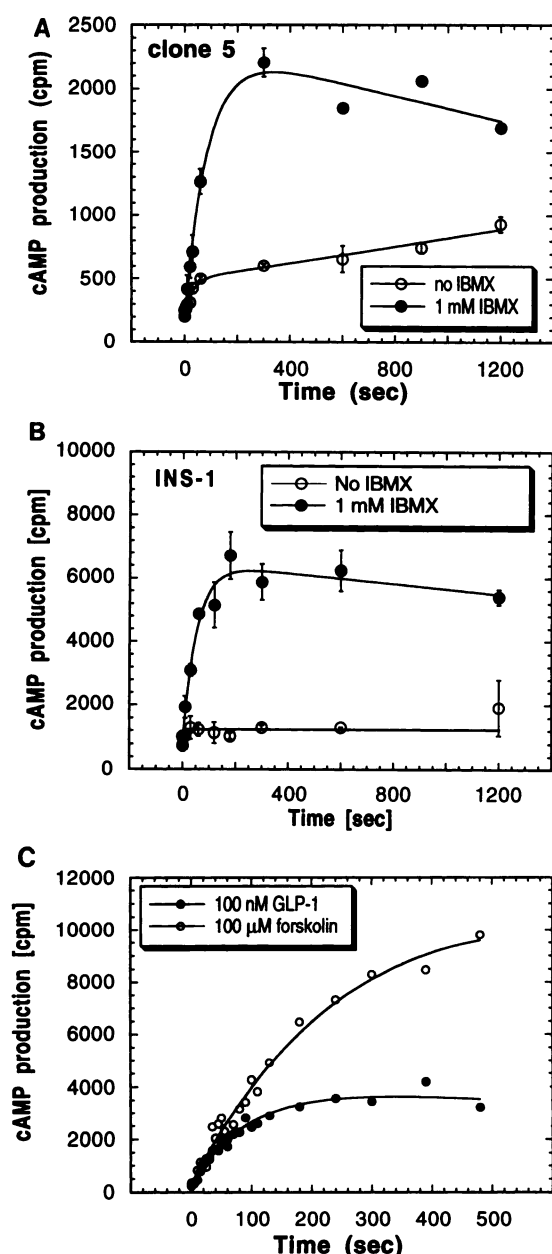 A
clone 5
cAMP production (cpm)
2500
2000
1500
1000
500
0
no IBMX
1 mM IBMX
0 400 800 1200
Time (sec)
B
INS-1
cAMP production [cpm]
10000
8000
6000
4000
2000
0
No IBMX
1 mM IBMX
0 400 800 1200
Time [sec]
C
cAMP production [cpm]
12000
10000
8000
6000
4000
2000
0
100 nM GLP-1
100 µM forskolin
0 100 200 300 400 500
Time (sec)